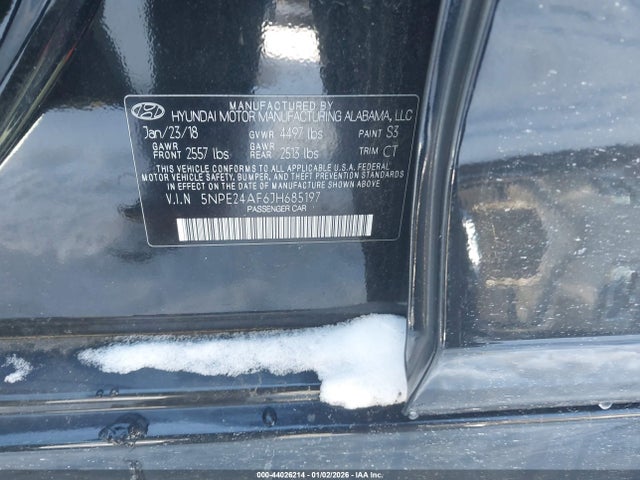 MANUFACTURED BY
HYUNDAI MOTOR MANUFACTURING ALABAMA, LLC
Jan/23/18 GVWR 4497 lbs PAINT S3
GAWR FRONT 2557 lbs GAWR REAR 2513 lbs TRIM CT
THIS VEHICLE CONFORMS TO ALL APPLICABLE U.S.A. FEDERAL
MOTOR VEHICLE SAFETY, BUMPER, AND THEFT PREVENTION STANDARDS
IN EFFECT ON THE DATE OF MANUFACTURE SHOWN ABOVE.
V.I.N 5NPE24AF6JH685197
PASSENGER CAR
000-44026214 | 01/02/2026 | IAA